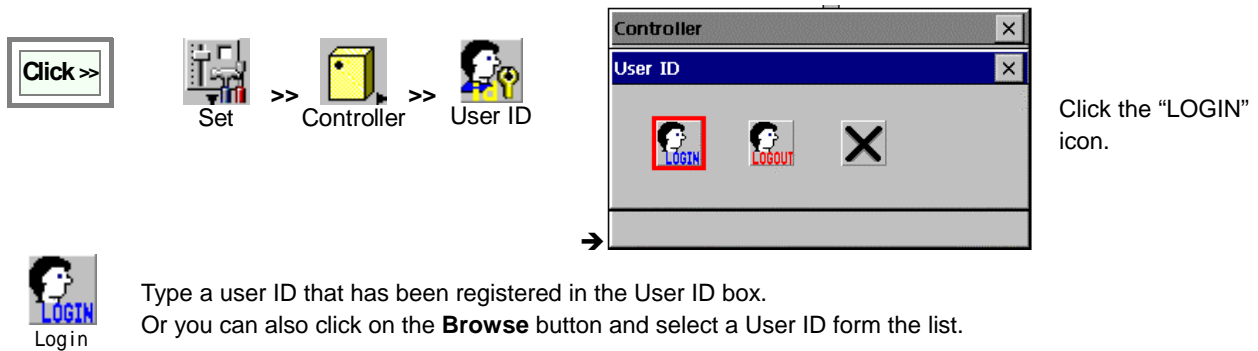 Click >>
Set >> Controller >> User ID
Controller
User ID
LOGIN LOGOUT
Click the “LOGIN”
icon.
➔
LOGIN
Login
Type a user ID that has been registered in the User ID box.
Or you can also click on the Browse button and select a User ID form the list.